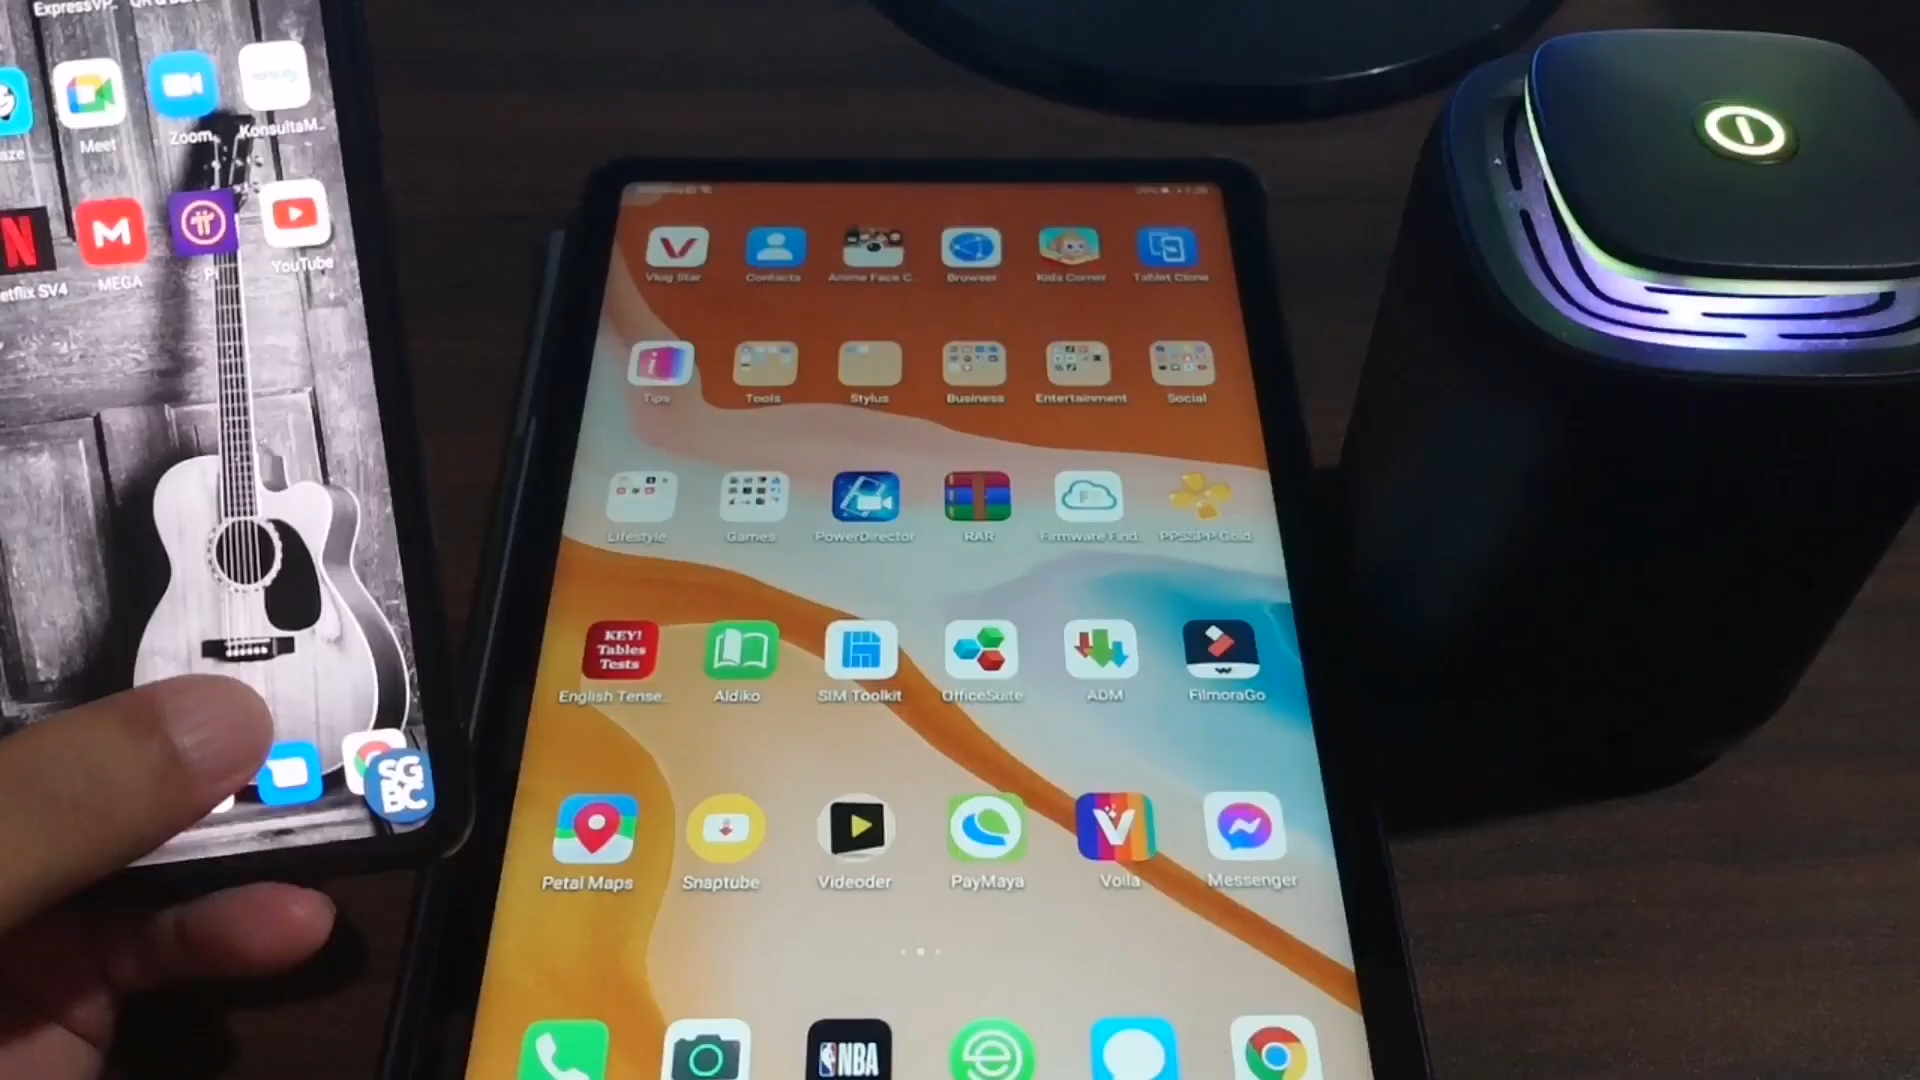 ExpressVP..
Meet
Zoom
KonsultaM..
MEGA
YouTube
etflix SV4
SG
BC
Vlog Star
Contacts
Anime Face C..
Browser
Kids Corner
Tablet Clone
Tips
Tools
Stylus
Business
Entertainment
Social
Lifestyle
Games
PowerDirector
RAR
Firmware Find..
PPSSPP Gold
KEY!
Tables
Tests
English Tense..
Aldiko
SIM Toolkit
OfficeSuite
ADM
FilmoraGo
Petal Maps
Snaptube
Videoder
PayMaya
Voila
Messenger
NBA